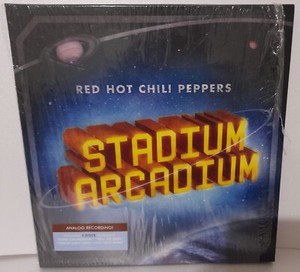 RED HOT CHILI PEPPERS
STADIUM
ARCADIUM
ANALOG RECORDING!